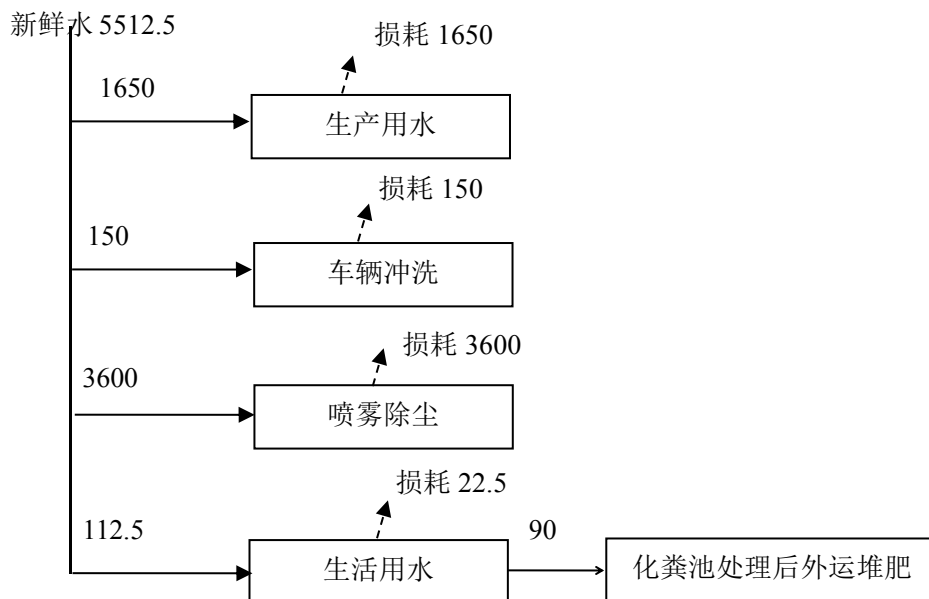 新鲜水 5512.5
损耗 1650
1650
生产用水
损耗 150
150
车辆冲洗
损耗 3600
3600
喷雾除尘
损耗 22.5
112.5
90
生活用水
化粪池处理后外运堆肥